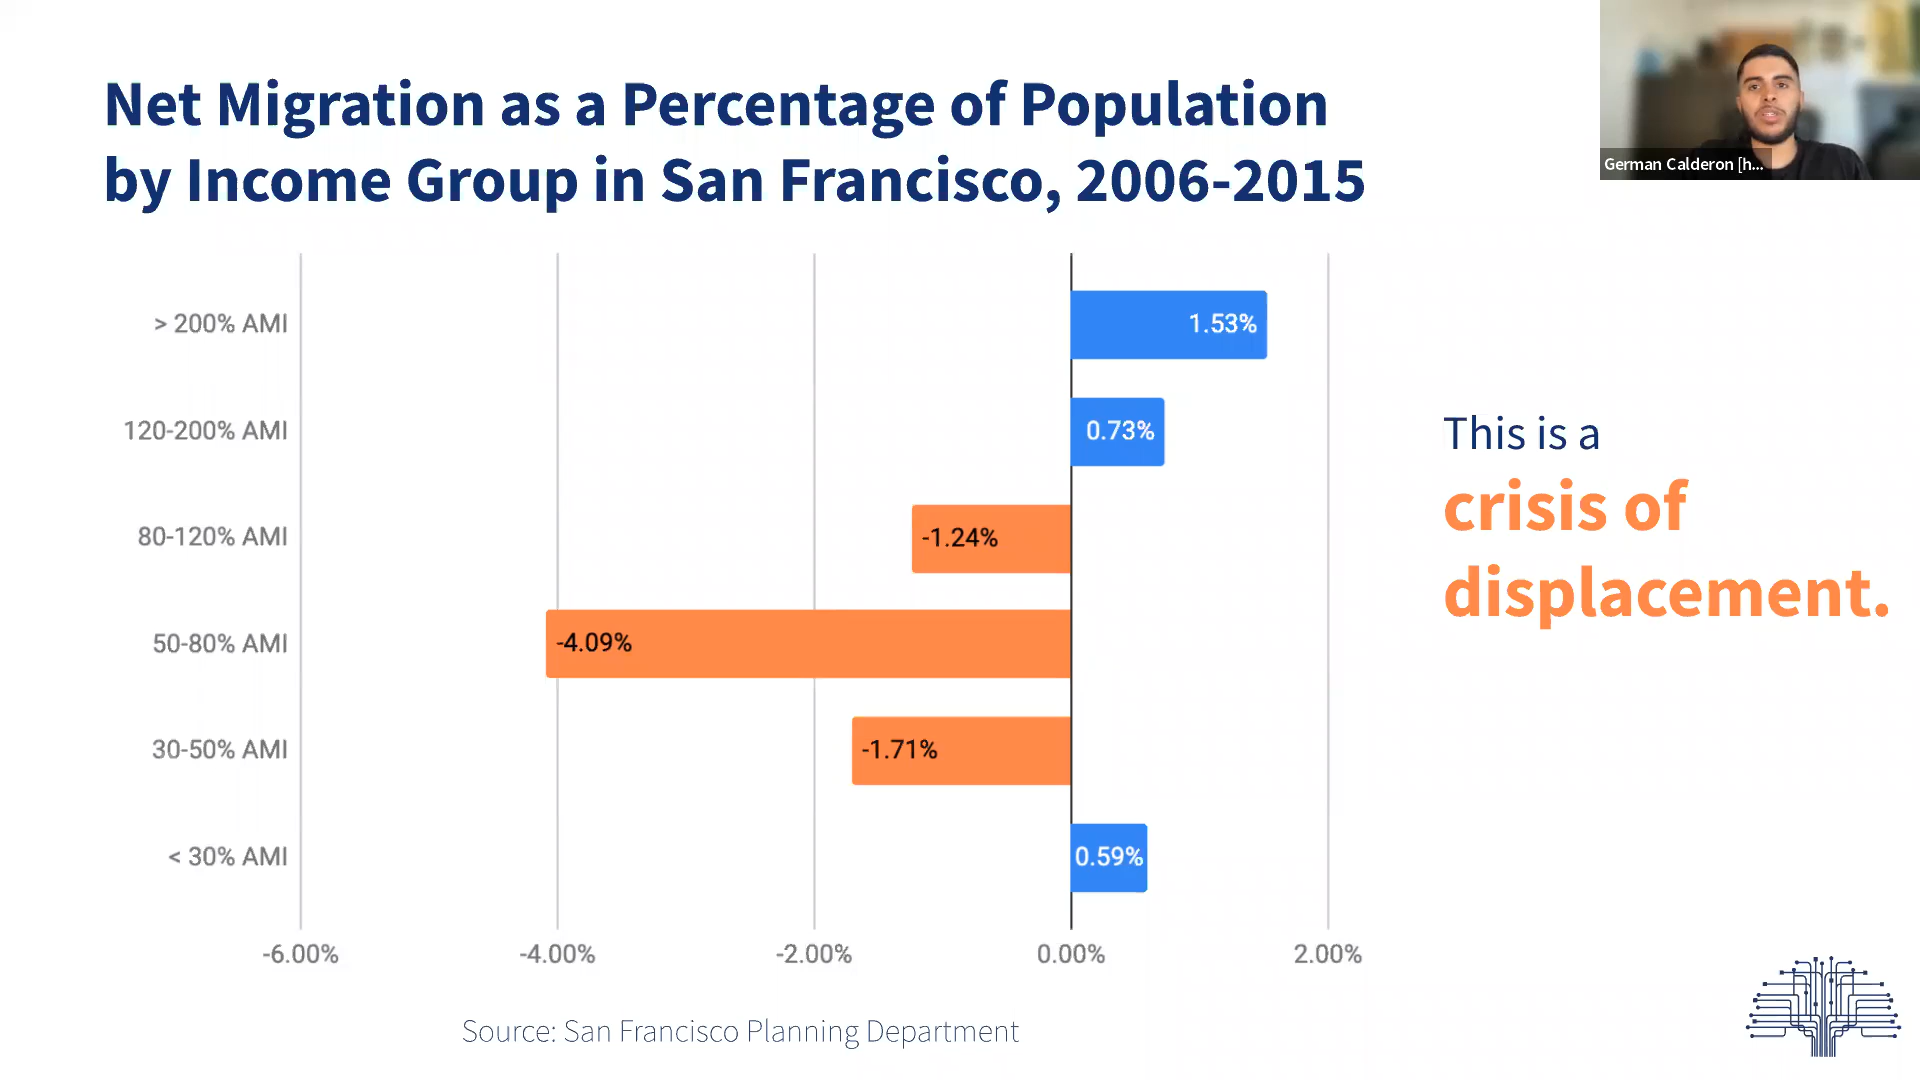 Net Migration as a Percentage of Population
by Income Group in San Francisco, 2006-2015
German Calderon [h...
> 200% AMI
1.53%
120-200% AMI
0.73%
80-120% AMI
-1.24%
50-80% AMI
-4.09%
30-50% AMI
-1.71%
< 30% AMI
0.59%
-6.00%
-4.00%
-2.00%
0.00%
2.00%
This is a
crisis of
displacement.
Source: San Francisco Planning Department